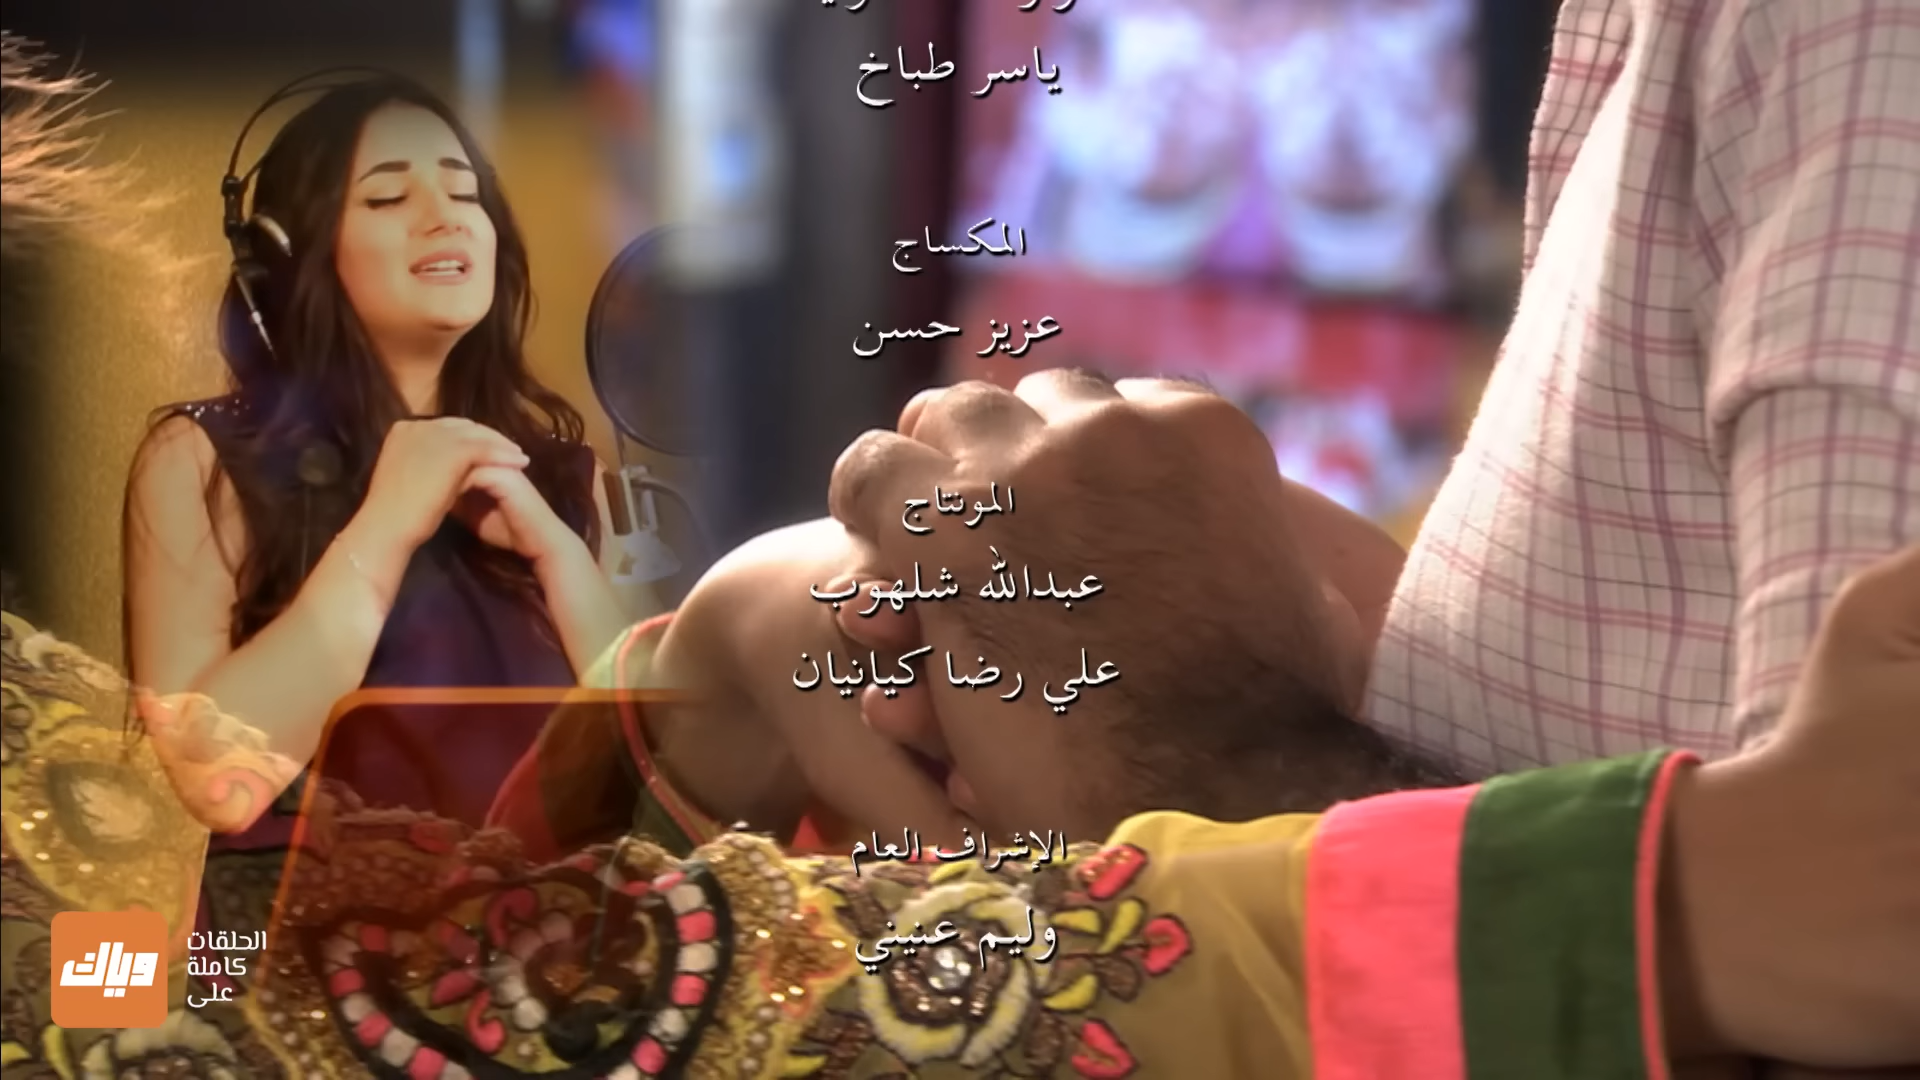 ياسر طباخ
المكساج
عزيز حسن
المونتاج
عبدالله شلهوب
علي رضا كيانيان
الإشراف العام
وليم عنيني
الحلقات
كاملة
على
وياك